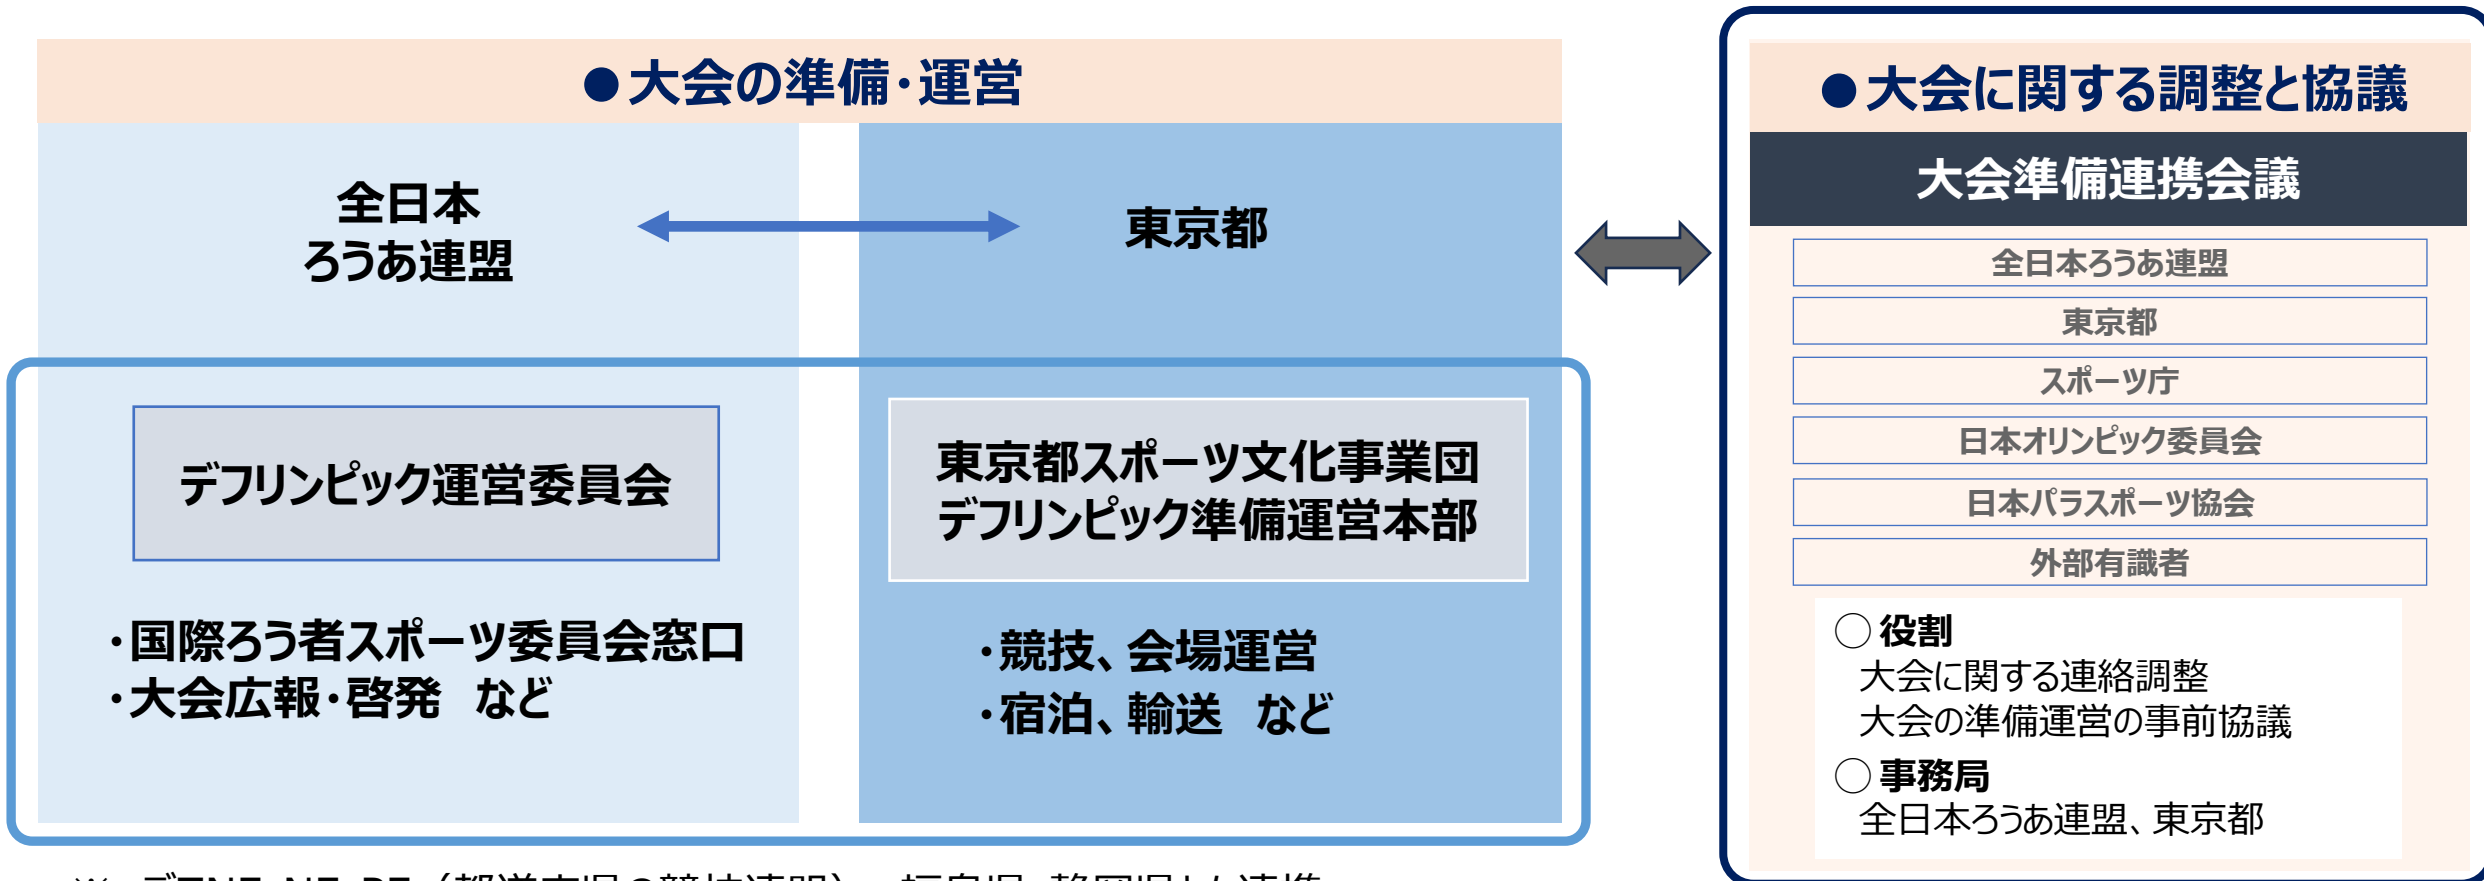 ●大会の準備・運営
全日本
ろうあ連盟
東京都
デフリンピック運営委員会
・国際ろう者スポーツ委員会窓口
・大会広報・啓発　など
東京都スポーツ文化事業団
デフリンピック準備運営本部
・競技、会場運営
・宿泊、輸送　など
●大会に関する調整と協議
大会準備連携会議
全日本ろうあ連盟
東京都
スポーツ庁
日本オリンピック委員会
日本パラスポーツ協会
外部有識者
○役割
大会に関する連絡調整
大会の準備運営の事前協議
○事務局
全日本ろうあ連盟、東京都